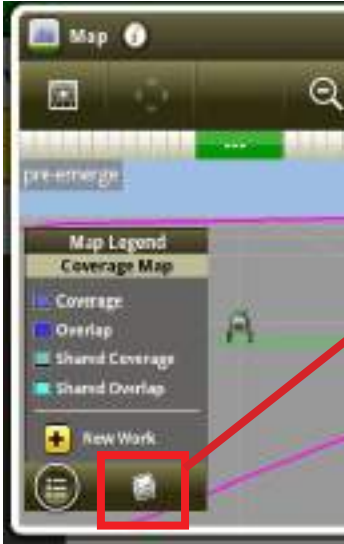 Map
pre-emerge
Map Legend
Coverage Map
Coverage
Overlap
Shared Coverage
Shared Overlap
New Work